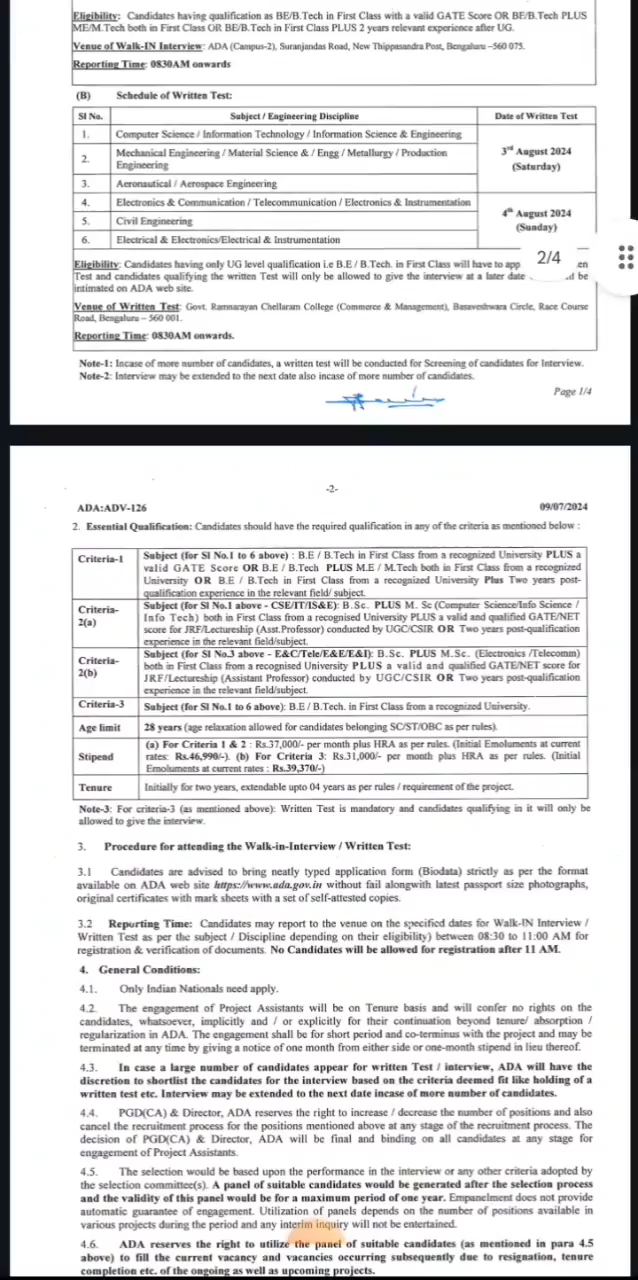 Eligibility: Candidates having qualification as BE/B.Tech in First Class with a valid GATE Score OR BE/B.Tech PLUS
ME/M.Tech both in First Class OR BE/B.Tech in First Class PLUS 2 years relevant experience after UG.
Venue of Walk-IN Interview: ADA (Campus-2), Suranjandas Road, New Thippasandra Post, Bengaluru –560 075.
Reporting Time: 0830AM onwards
(B) Schedule of Written Test:
Sl No. Subject / Engineering Discipline Date of Written Test
1. Computer Science / Information Technology / Information Science & Engineering
2. Mechanical Engineering / Material Science & / Engg / Metallurgy / Production
Engineering
3rd August 2024
(Saturday)
3. Aeronautical / Aerospace Engineering
4. Electronics & Communication / Telecommunication / Electronics & Instrumentation
5. Civil Engineering
4th August 2024
(Sunday)
6. Electrical & Electronics/Electrical & Instrumentation
Eligibility: Candidates having only UG level qualification i.e B.E / B.Tech. in First Class will have to app 2/4 en
Test and candidates qualifying the written Test will only be allowed to give the interview at a later date d be
intimated on ADA web site.
Venue of Written Test: Govt. Ramnarayan Chellaram College (Commerce & Management), Basaveshwara Circle, Race Course
Road, Bengaluru – 560 001.
Reporting Time: 0830AM onwards.
Note-1: Incase of more number of candidates, a written test will be conducted for Screening of candidates for Interview.
Note-2: Interview may be extended to the next date also incase of more number of candidates.
Page 1/4
-2-
ADA:ADV-126 09/07/2024
2. Essential Qualification: Candidates should have the required qualification in any of the criteria as mentioned below :
Criteria-1 Subject (for Sl No.1 to 6 above) : B.E / B.Tech in First Class from a recognized University PLUS a
valid GATE Score OR B.E / B.Tech PLUS M.E / M.Tech both in First Class from a recognized
University OR B.E / B.Tech in First Class from a recognized University Plus Two years post-
qualification experience in the relevant field/ subject.
Criteria-
2(a)
Subject (for Sl No.1 above - CSE/IT/IS&E): B.Sc. PLUS M. Sc (Computer Science/Info Science /
Info Tech) both in First Class from a recognised University PLUS a valid and qualified GATE/NET
score for JRF/Lectureship (Asst.Professor) conducted by UGC/CSIR OR Two years post-qualification
experience in the relevant field/subject.
Criteria-
2(b)
Subject (for Sl No.3 above - E&C/Tele/E&E/E&I): B.Sc. PLUS M.Sc. (Electronics /Telecomm)
both in First Class from a recognised University PLUS a valid and qualified GATE/NET score for
JRF/Lectureship (Assistant Professor) conducted by UGC/CSIR OR Two years post-qualification
experience in the relevant field/subject.
Criteria-3 Subject (for Sl No.1 to 6 above): B.E / B.Tech. in First Class from a recognized University.
Age limit 28 years (age relaxation allowed for candidates belonging SC/ST/OBC as per rules).
Stipend (a) For Criteria 1 & 2 : Rs.37,000/- per month plus HRA as per rules. (Initial Emoluments at current
rates: Rs.46,990/-). (b) For Criteria 3: Rs.31,000/- per month plus HRA as per rules. (Initial
Emoluments at current rates : Rs.39,370/-)
Tenure Initially for two years, extendable upto 04 years as per rules / requirement of the project.
Note-3: For criteria-3 (as mentioned above): Written Test is mandatory and candidates qualifying in it will only be
allowed to give the interview.
3. Procedure for attending the Walk-in-Interview / Written Test:
3.1 Candidates are advised to bring neatly typed application form (Biodata) strictly as per the format
available on ADA web site https://www.ada.gov.in without fail alongwith latest passport size photographs,
original certificates with mark sheets with a set of self-attested copies.
3.2 Reporting Time: Candidates may report to the venue on the specified dates for Walk-IN Interview /
Written Test as per the subject / Discipline depending on their eligibility) between 08:30 to 11:00 AM for
registration & verification of documents. No Candidates will be allowed for registration after 11 AM.
4. General Conditions:
4.1. Only Indian Nationals need apply.
4.2. The engagement of Project Assistants will be on Tenure basis and will confer no rights on the
candidates, whatsoever, implicitly and / or explicitly for their continuation beyond tenure/ absorption /
regularization in ADA. The engagement shall be for short period and co-terminus with the project and may be
terminated at any time by giving a notice of one month from either side or one-month stipend in lieu thereof.
4.3. In case a large number of candidates appear for written Test / interview, ADA will have the
discretion to shortlist the candidates for the interview based on the criteria deemed fit like holding of a
written test etc. Interview may be extended to the next date incase of more number of candidates.
4.4. PGD(CA) & Director, ADA reserves the right to increase / decrease the number of positions and also
cancel the recruitment process for the positions mentioned above at any stage of the recruitment process. The
decision of PGD(CA) & Director, ADA will be final and binding on all candidates at any stage for
engagement of Project Assistants.
4.5. The selection would be based upon the performance in the interview or any other criteria adopted by
the selection committee(s). A panel of suitable candidates would be generated after the selection process
and the validity of this panel would be for a maximum period of one year. Empanelment does not provide
automatic guarantee of engagement. Utilization of panels depends on the number of positions available in
various projects during the period and any interim inquiry will not be entertained.
4.6. ADA reserves the right to utilize the panel of suitable candidates (as mentioned in para 4.5
above) to fill the current vacancy and vacancies occurring subsequently due to resignation, tenure
completion etc. of the ongoing as well as upcoming projects.